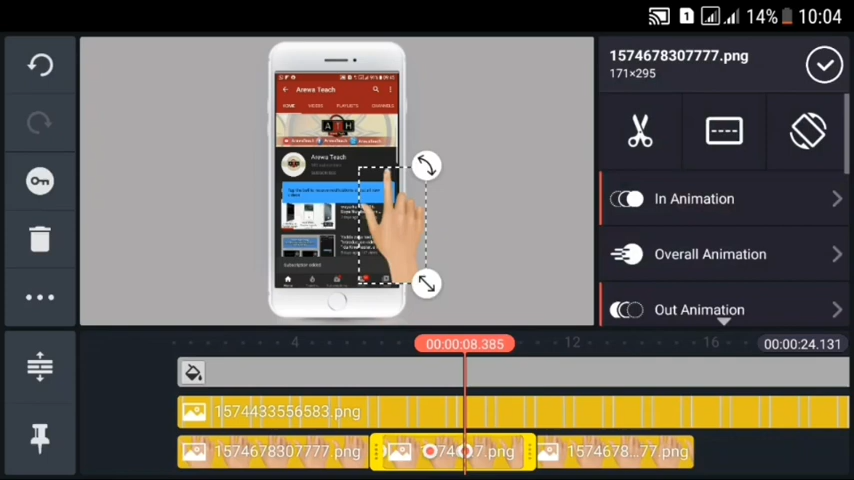 14% 10:04
1574678307777.png
171×295
In Animation
Overall Animation
Out Animation
Arewa Teach
HOME VIDEOS PLAYLISTS CHANNELS
ATH
Arewa Teach
4
00:00:08.385
12
16
00:00:24.131
1574433556583.png
1574678307777.png
1574678...77.png